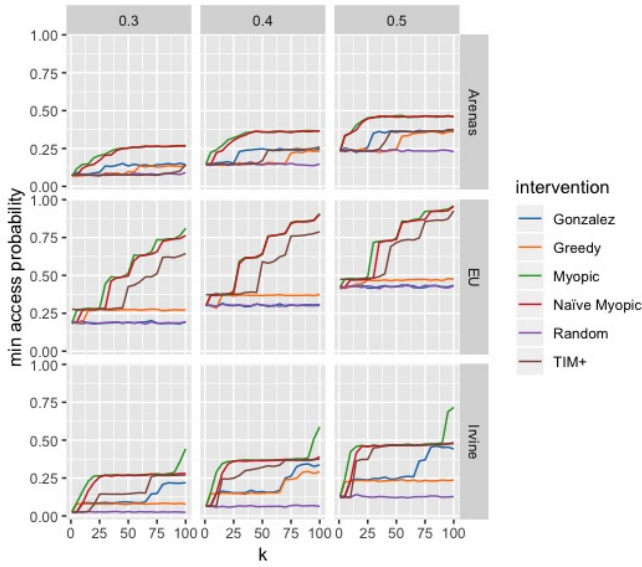 0.3 0.4 0.5
1.00
0.75
0.50
0.25
0.00
Arenas
1.00
0.75
0.50
0.25
0.00
EU
1.00
0.75
0.50
0.25
0.00
Irvine
min access probability
0 25 50 75 100 0 25 50 75 100 0 25 50 75 100
k
intervention
Gonzalez
Greedy
Myopic
Naïve Myopic
Random
TIM+